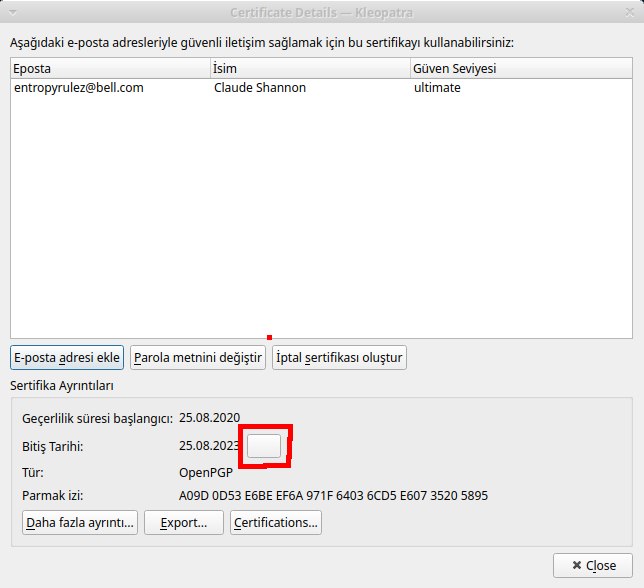 Certificate Details — Kleopatra
Aşağıdaki e-posta adresleriyle güvenli iletişim sağlamak için bu sertifikayı kullanabilirsiniz:
Eposta İsim Güven Seviyesi
entropyrulez@bell.com Claude Shannon ultimate
E-posta adresi ekle Parola metnini değiştir İptal sertifikası oluştur
Sertifika Ayrıntıları
Geçerlilik süresi başlangıcı: 25.08.2020
Bitiş Tarihi: 25.08.2023
Tür: OpenPGP
Parmak izi: A09D 0D53 E6BE EF6A 971F 6403 6CD5 E607 3520 5895
Daha fazla ayrıntı... Export... Certifications...
Close